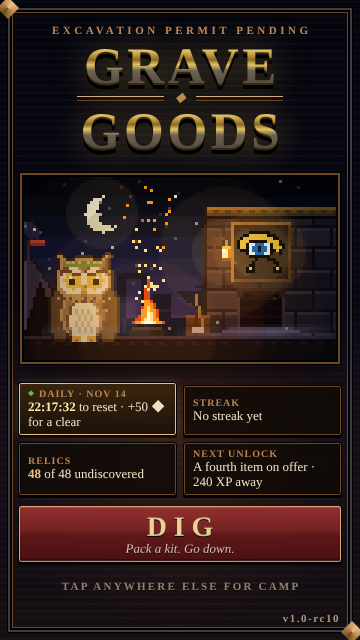 EXCAVATION PERMIT PENDING
GRAVE
GOODS
DAILY · NOV 14
22:17:32 to reset · +50 ◆
for a clear
STREAK
No streak yet
RELICS
48 of 48 undiscovered
NEXT UNLOCK
A fourth item on offer ·
240 XP away
DIG
Pack a kit. Go down.
TAP ANYWHERE ELSE FOR CAMP
v1.0-rc10